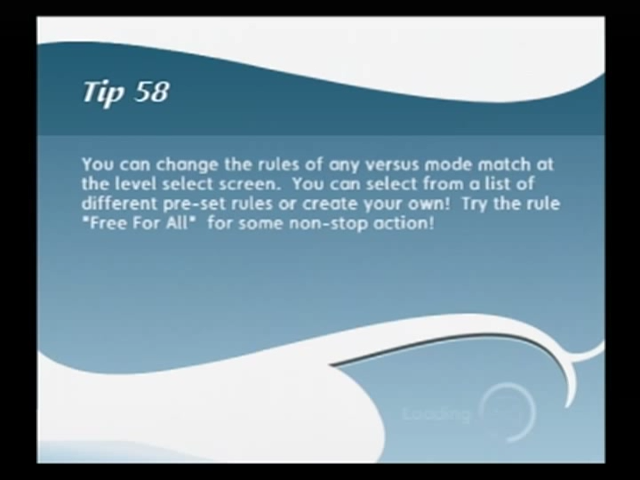 Tip 58
You can change the rules of any versus mode match at
the level select screen.  You can select from a list of
different pre-set rules or create your own!  Try the rule
"Free For All"  for some non-stop action!
Loading